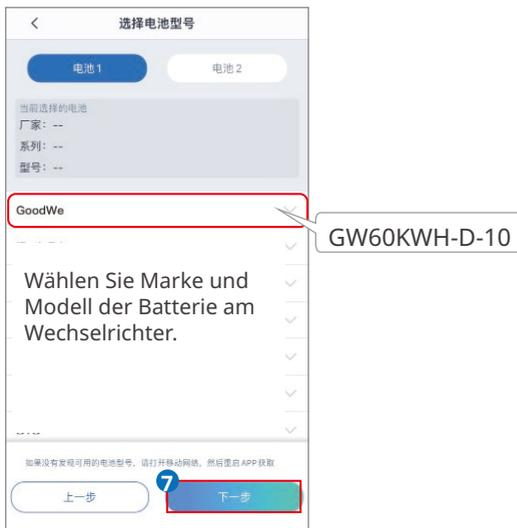 选择电池型号
电池1
电池2
当前选择的电池
厂家：--
系列：--
型号：--
GoodWe
GW60KWH-D-10
Wählen Sie Marke und
Modell der Batterie am
Wechselrichter.
如果没有发现可用的电池型号，请打开移动网络，然后重启APP获取
7
上一步
下一步